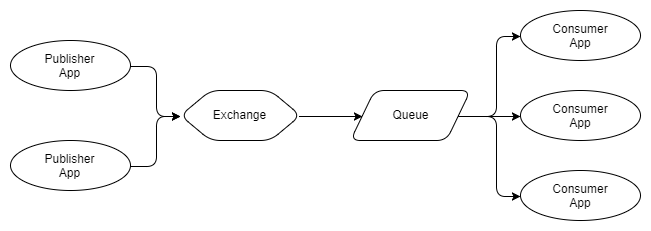 Publisher
App
Publisher
App
Exchange
Queue
Consumer
App
Consumer
App
Consumer
App